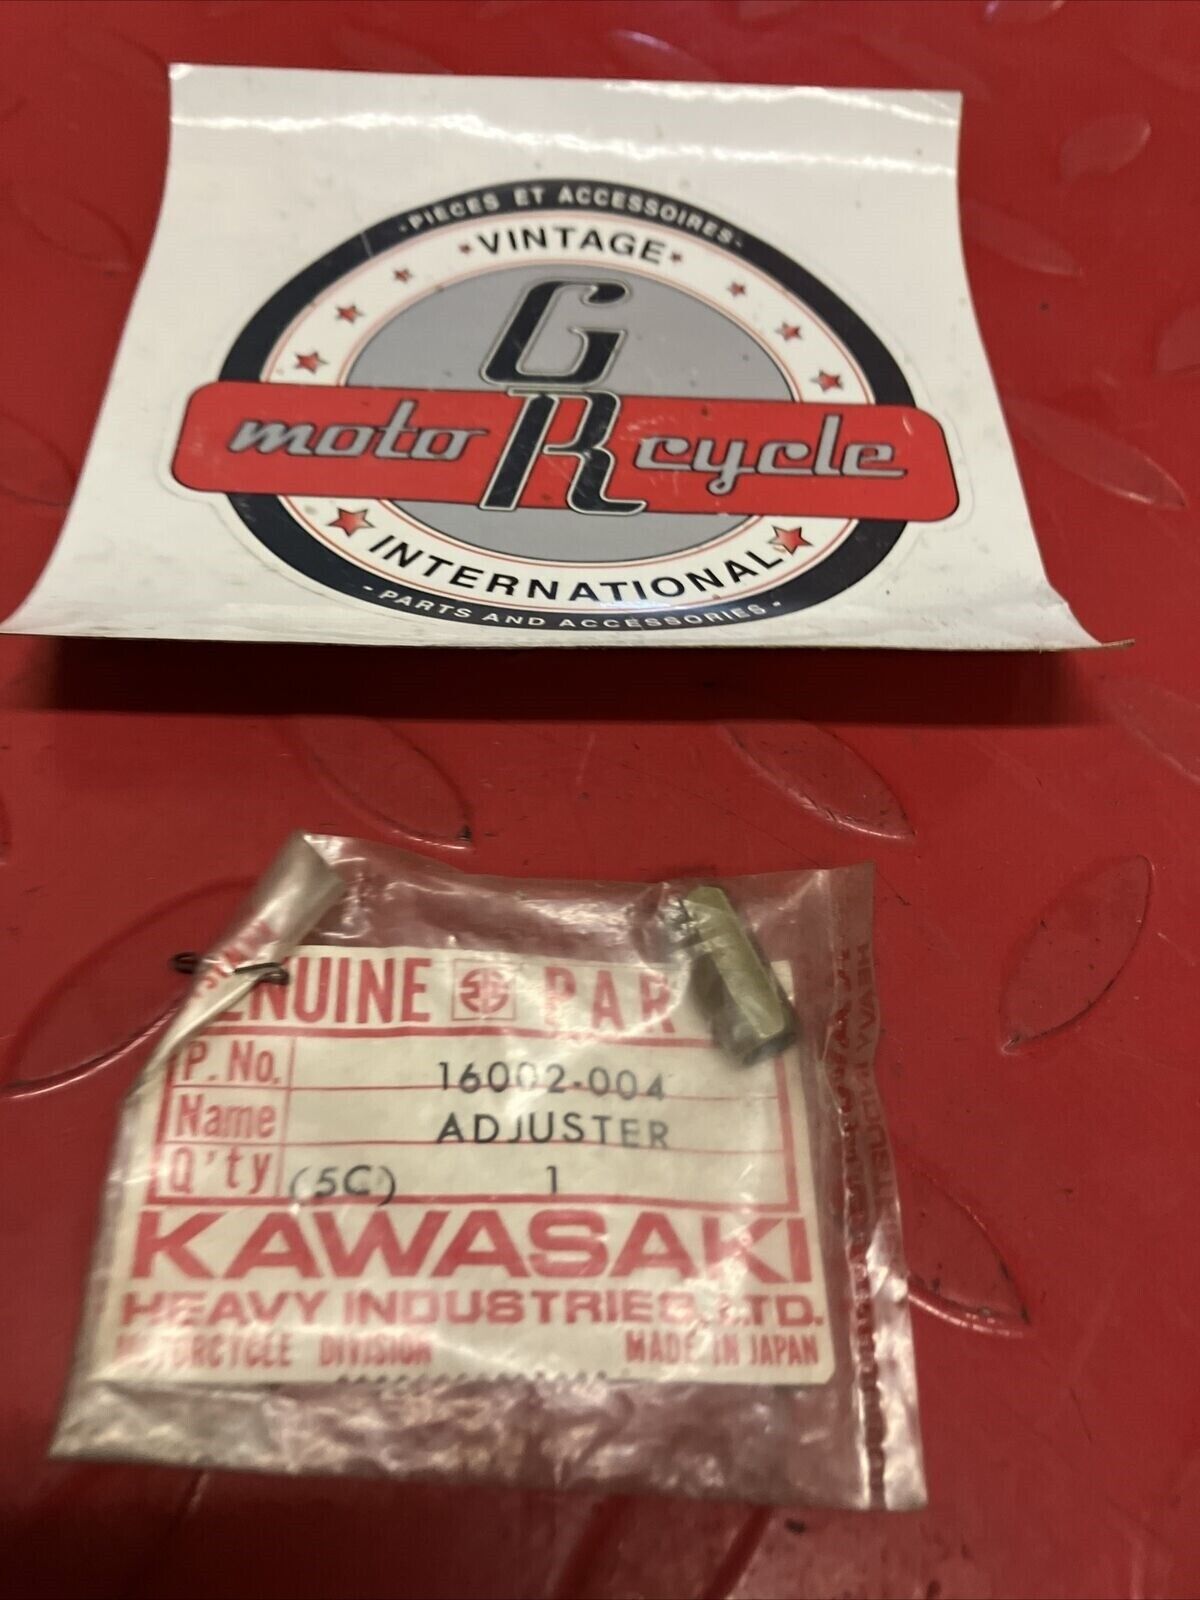 •PIECES ET ACCESSOIRES•
VINTAGE
GR
moto cycle
INTERNATIONAL
•PARTS AND ACCESSORIES•
ENUINE PAR
P. No. 16002-004
Name ADJUSTER
Q'ty (5C) 1
KAWASAKI
HEAVY INDUSTRIES, LTD.
MOTORCYCLE DIVISION MADE IN JAPAN